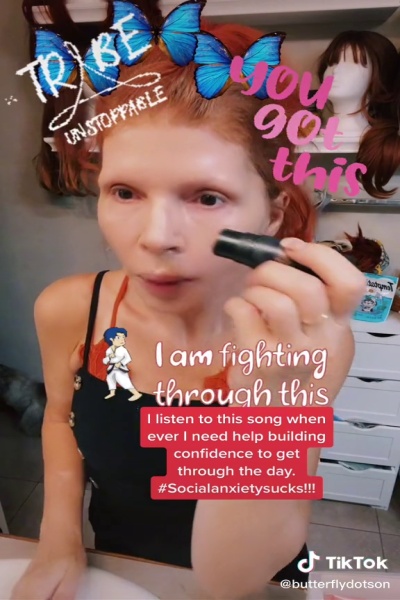 TRIBE
UNSTOPPABLE
you
got
this
Temptations
I am fighting
through this
I listen to this song when
ever I need help building
confidence to get
through the day.
#Socialanxietysucks!!!
TikTok
@butterflydotson